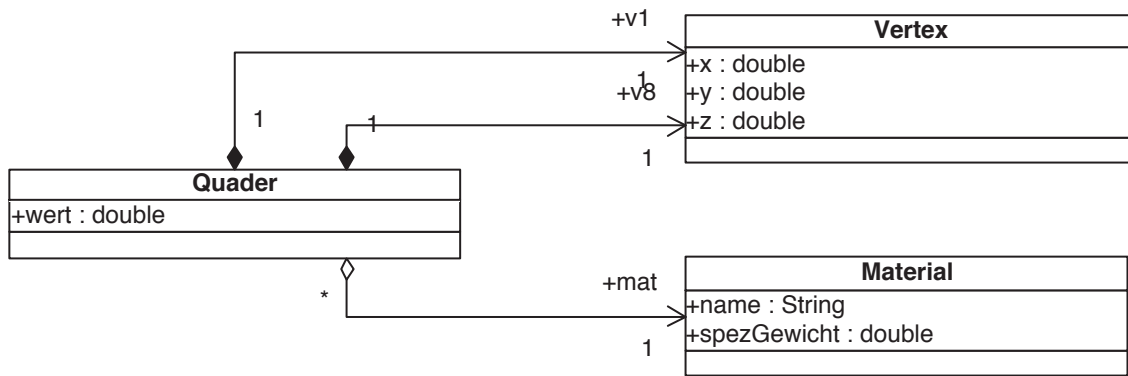 +v1
1
1
+v8
1
1
Vertex
+x : double
+y : double
+z : double
Quader
+wert : double
*
+mat
1
Material
+name : String
+spezGewicht : double